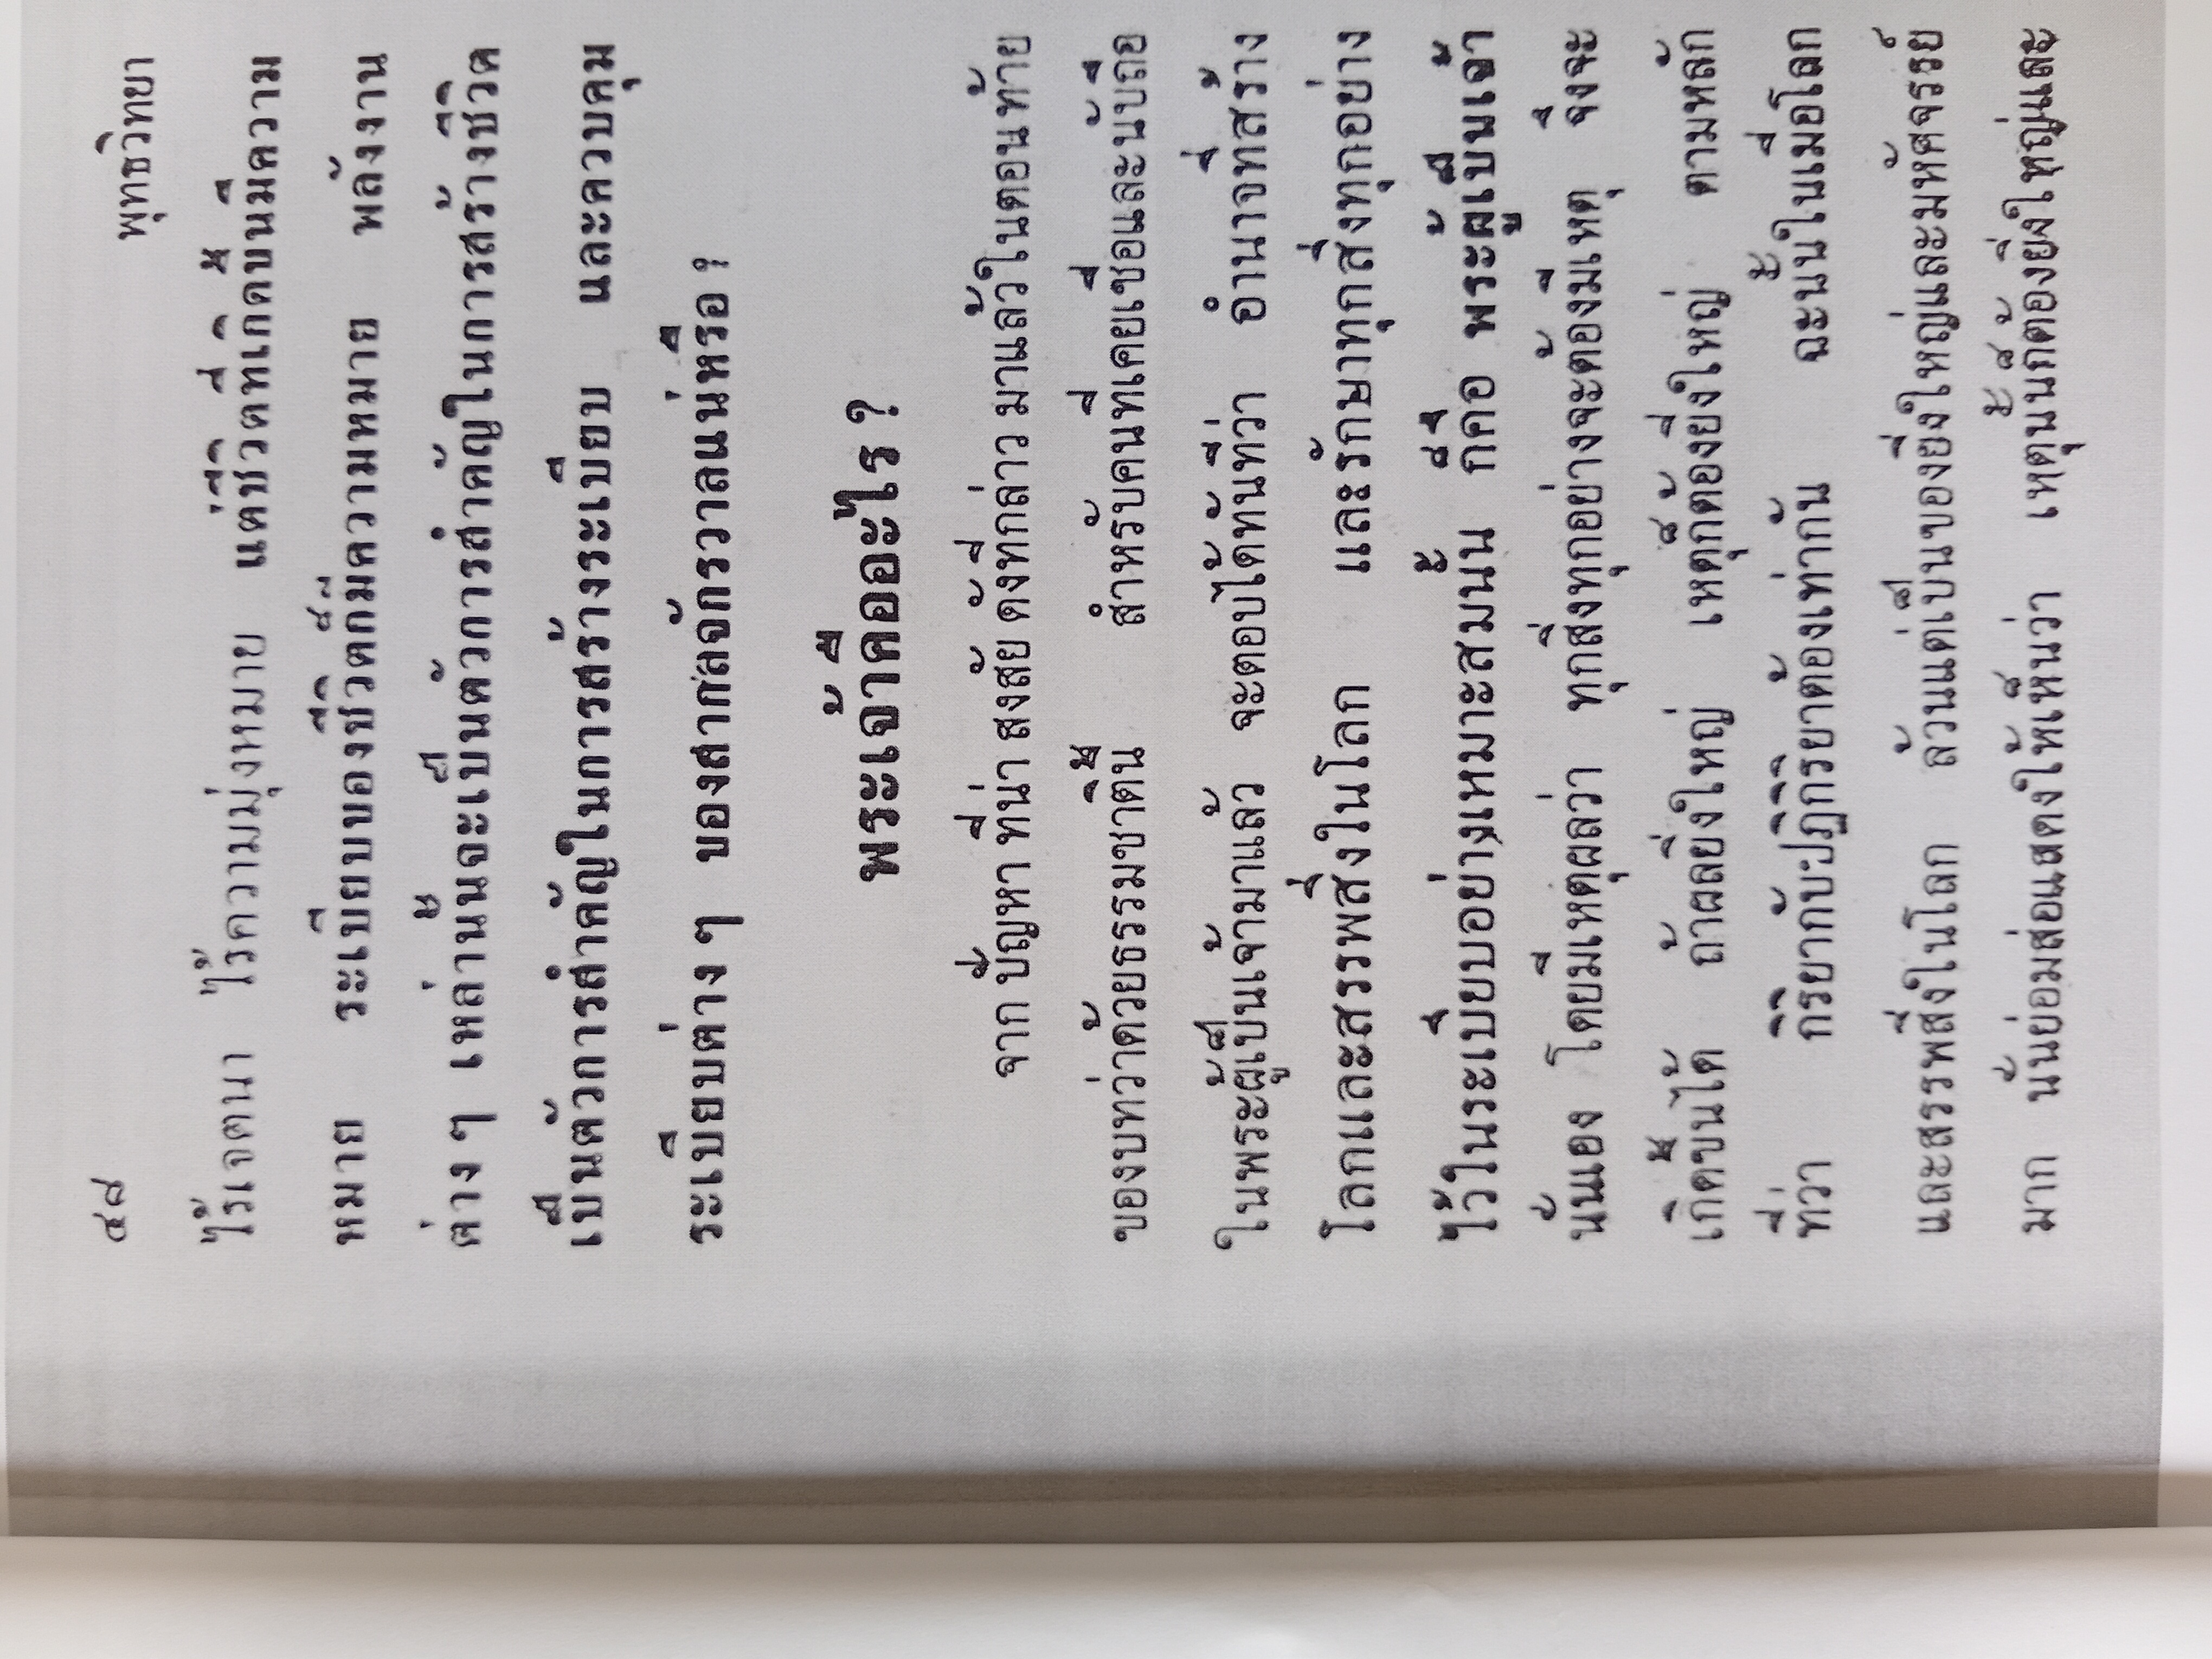 ๔๘ พุทธวิทยา
ไร้เจตนา ไร้ความมุ่งหมาย แต่ชีวิตที่เกิดขึ้นมีความ
หมาย ระเบียบของชีวิตก็มีความหมาย พลังงาน
ต่าง ๆ เหล่านั้นจะเป็นตัวการสำคัญในการสร้างชีวิต
เป็นตัวการสำคัญในการสร้างระเบียบ และควบคุม
ระเบียบต่าง ๆ ของสากลจักรวาลแน่หรือ ?
พระเจ้าคืออะไร ?
จาก ปัญหา ที่น่า สงสัย ดังที่กล่าว มาแล้วในตอนท้าย
ของบทว่าด้วยธรรมชาตินี้ สำหรับคนที่เคยเชื่อและนับถือ
ในพระผู้เป็นเจ้ามาแล้ว จะตอบได้ทันทีว่า อำนาจที่สร้าง
โลกและสรรพสิ่งในโลก และรักษาทุกสิ่งทุกอย่าง
ไว้ในระเบียบอย่างเหมาะสมนั้น ก็คือ พระผู้เป็นเจ้า
นั่นเอง โดยมีเหตุผลว่า ทุกสิ่งทุกอย่างจะต้องมีเหตุ จึงจะ
เกิดขึ้นได้ ถ้าผลยิ่งใหญ่ เหตุก็ต้องยิ่งใหญ่ ตามหลัก
ที่ว่า กิริยากับปฏิกิริยาต้องเท่ากัน ฉะนั้นในเมื่อโลก
และสรรพสิ่งในโลก ล้วนแต่เป็นของยิ่งใหญ่และมหัศจรรย์
มาก นั่นย่อมส่อแสดงให้เห็นว่า เหตุนั้นก็ต้องยิ่งใหญ่และ